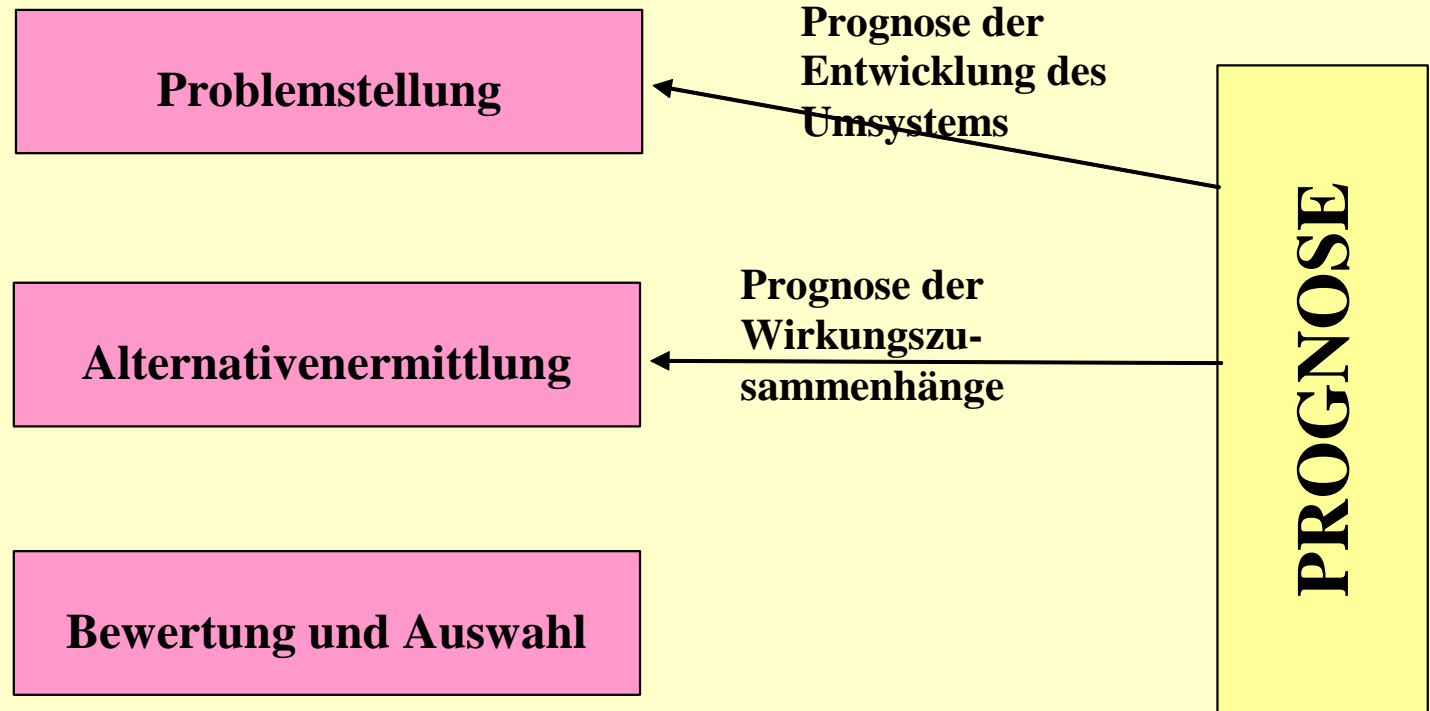 Problemstellung
Prognose der
Entwicklung des
Umsystems
Alternativenermittlung
Prognose der
Wirkungszu-
sammenhänge
Bewertung und Auswahl
PROGNOSE